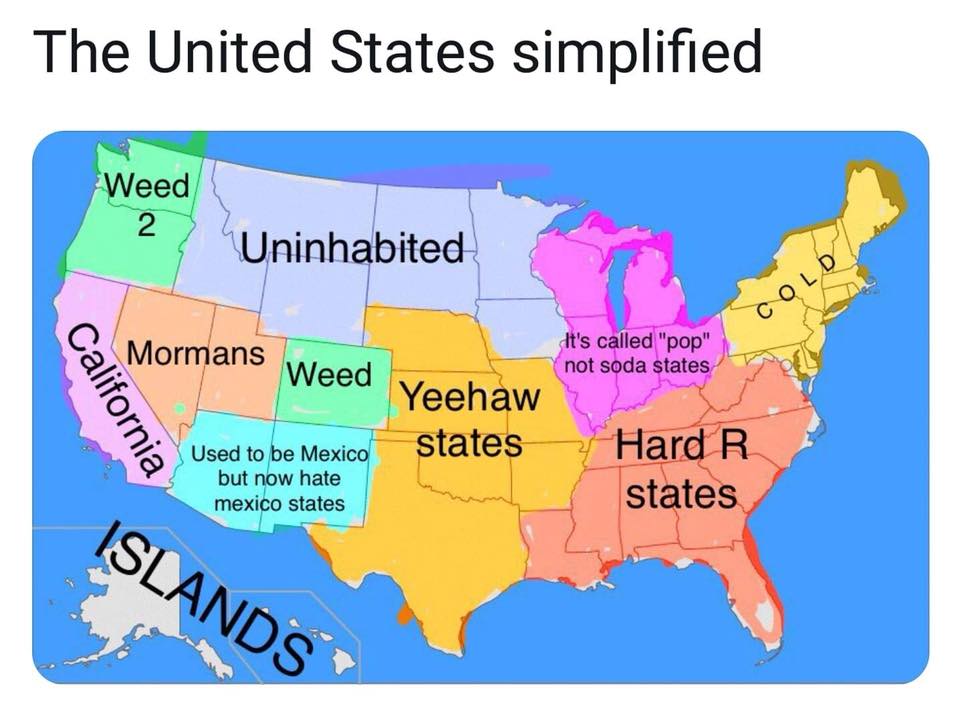 The United States simplified
Weed
2
Uninhabited
COLD
California
Mormans
Weed
It's called "pop"
not soda states
Yeehaw
states
Hard R
states
Used to be Mexico
but now hate
mexico states
ISLANDS